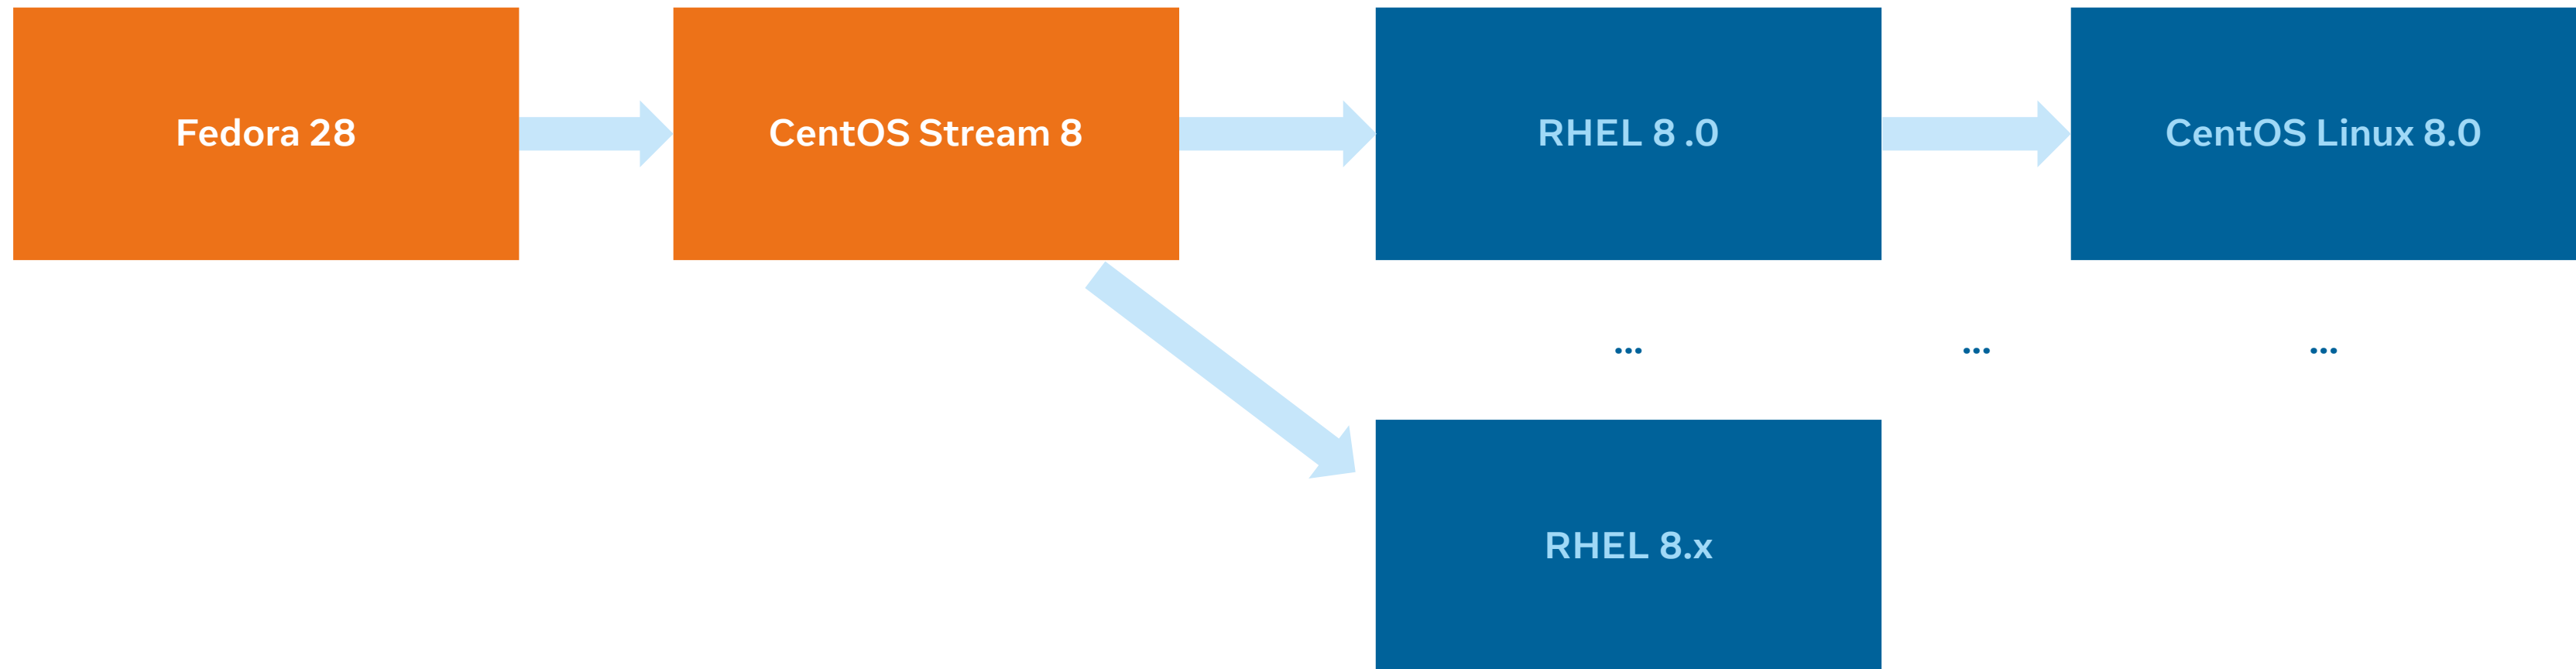 Fedora 28
CentOS Stream 8
RHEL 8 .0
CentOS Linux 8.0
...
...
...
RHEL 8.x